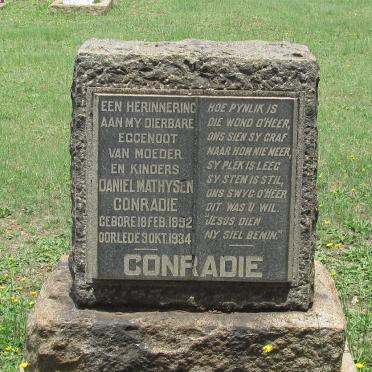 EEN HERINNERING
AAN MY DIERBARE
EGGENOOT
VAN MOEDER
EN KINDERS
DANIEL MATHYSEN
CONRADIE
GEBORE 18 FEB. 1892
OORLEDE 3 OKT. 1934
HOE PYNLIK IS
DIE WOND O'HEER,
ONS SIEN SY GRAF
MAAR HOM NIE MEER,
SY PLEK IS LEEG
SY STEM IS STIL,
ONS SWYG O'HEER
DIT WAS U WIL.
"JESUS DIEN
MY SIEL BEMIN."
CONRADIE